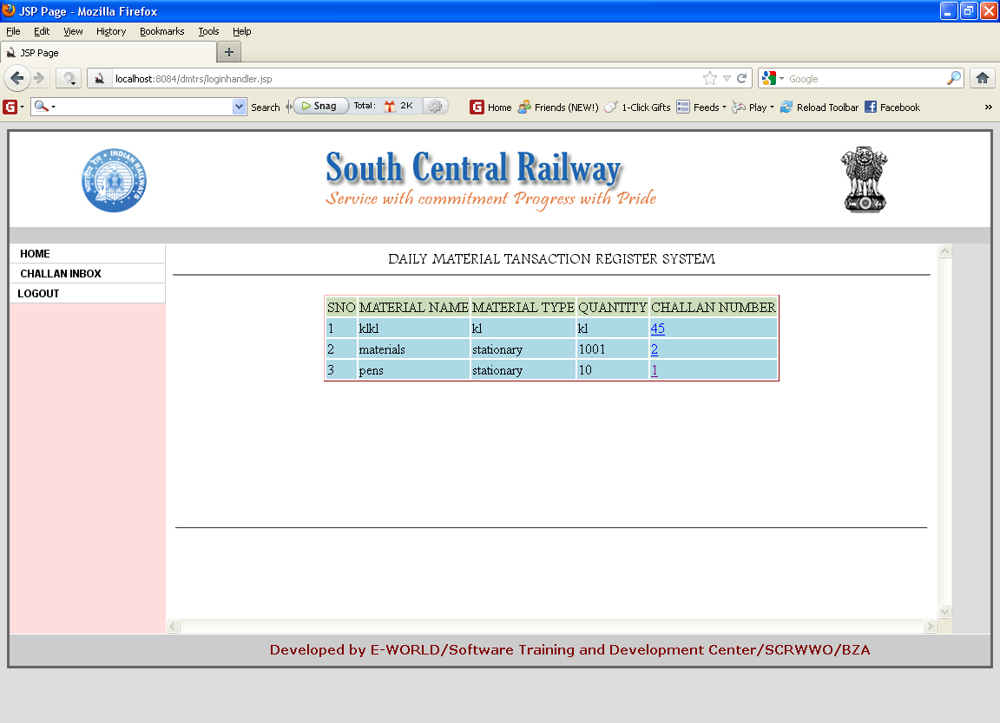 JSP Page - Mozilla Firefox
File Edit View History Bookmarks Tools Help
JSP Page
localhost:8084/dmtrs/loginhandler.jsp Google
Search Snag Total: 2K Home Friends (NEW!) 1-Click Gifts Feeds Play Reload Toolbar Facebook »
INDIAN RAILWAYS
South Central Railway
Service with commitment Progress with Pride
HOME
CHALLAN INBOX
LOGOUT
DAILY MATERIAL TANSACTION REGISTER SYSTEM
SNO MATERIAL NAME MATERIAL TYPE QUANTITY CHALLAN NUMBER
1 klkl kl kl 45
2 materials stationary 1001 2
3 pens stationary 10 1
Developed by E-WORLD/Software Training and Development Center/SCRWWO/BZA